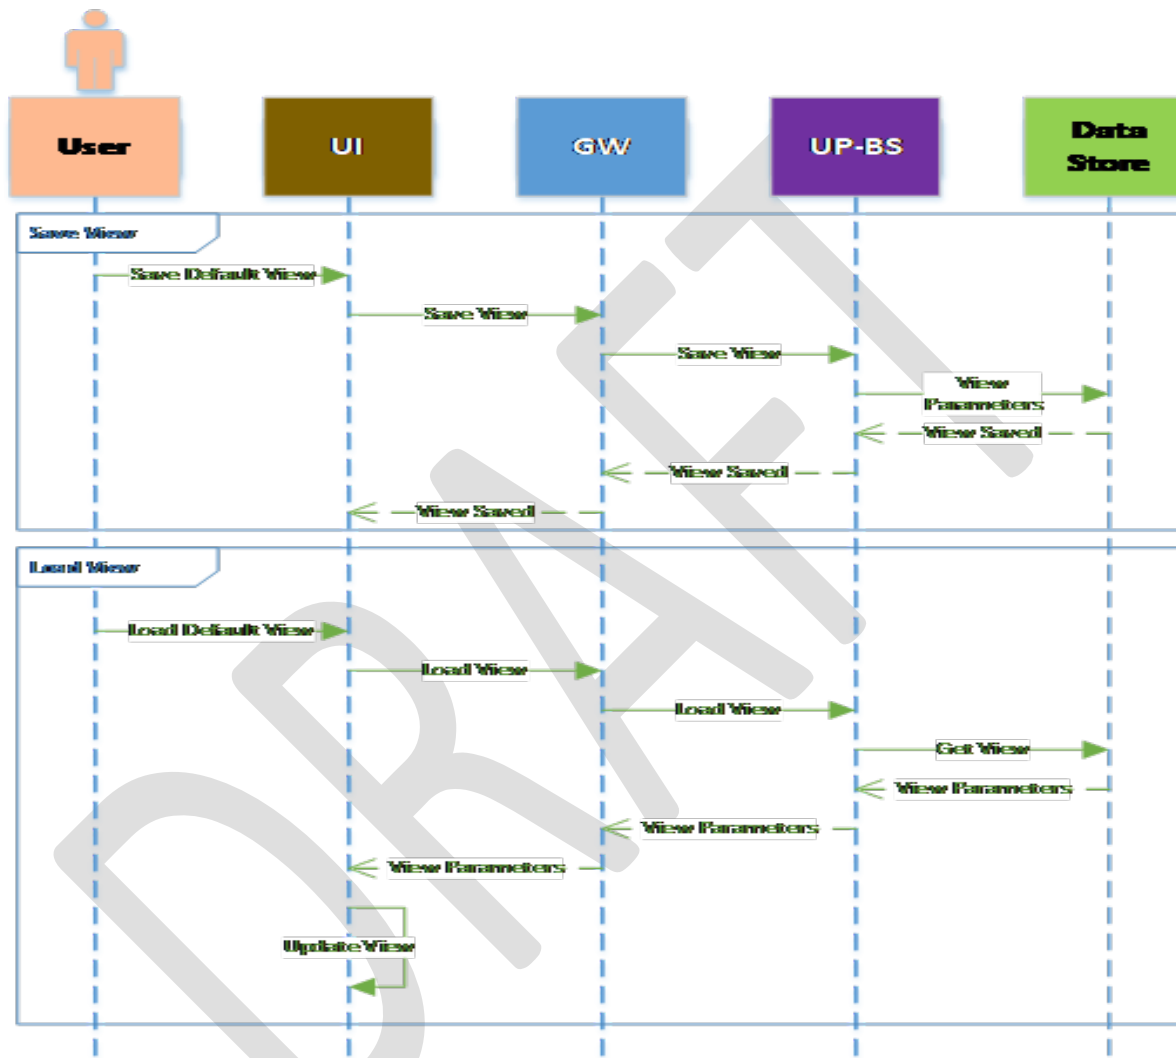 User
UI
GW
UP-BS
Data
Store
Save View
Save Default View
Save View
Save View
View
Parameters
View Saved
View Saved
View Saved
Load View
Load Default View
Load View
Load View
Get View
View Parameters
View Parameters
View Parameters
Update View
DRAFT